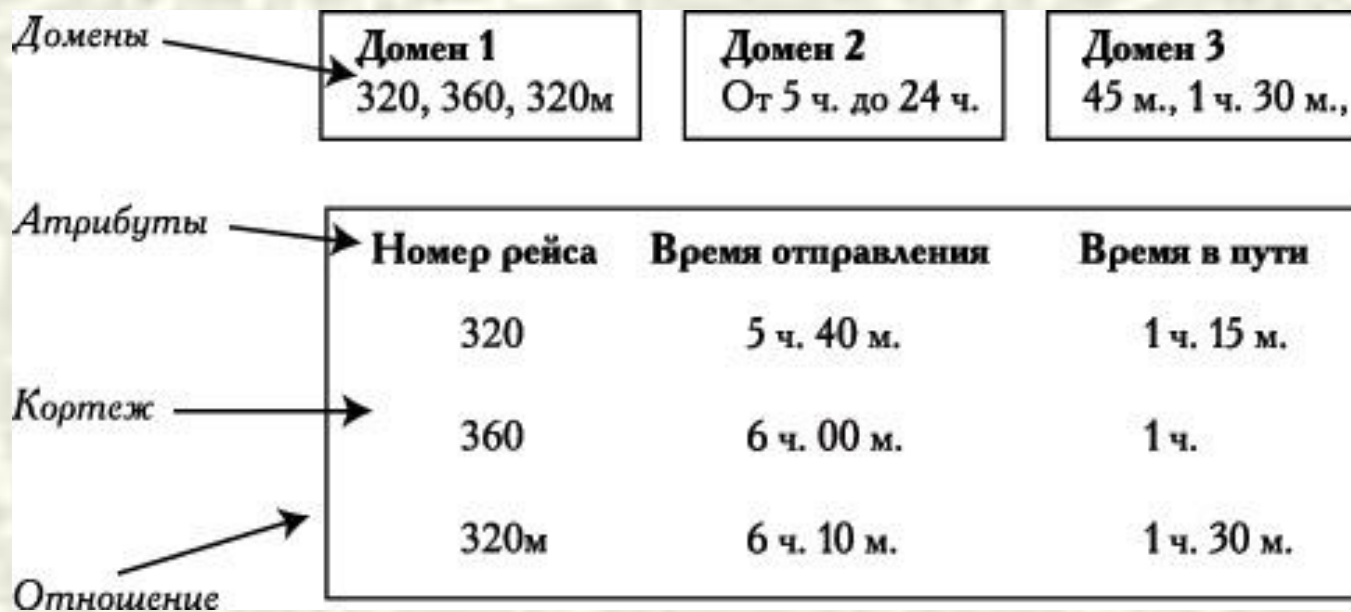 Домены
Домен 1
320, 360, 320м
Домен 2
От 5 ч. до 24 ч.
Домен 3
45 м., 1 ч. 30 м.,
Атрибуты
Номер рейса Время отправления Время в пути
320 5 ч. 40 м. 1 ч. 15 м.
Кортеж
360 6 ч. 00 м. 1 ч.
320м 6 ч. 10 м. 1 ч. 30 м.
Отношение